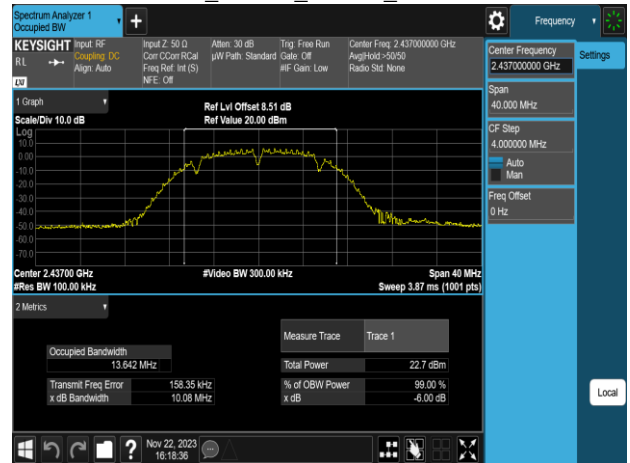 Spectrum Analyzer 1
Occupied BW
Frequency
KEYSIGHT
RL
LXI
Input: RF
Coupling: DC
Align: Auto
Input Z: 50 Ω
Corr CCorr RCal
Freq Ref: Int (S)
NFE: Off
Atten: 30 dB
µW Path: Standard
Trig: Free Run
Gate: Off
#IF Gain: Low
Center Freq: 2.437000000 GHz
Avg|Hold:>50/50
Radio Std: None
Center Frequency
2.437000000 GHz
Settings
Span
40.000 MHz
CF Step
4.000000 MHz
Auto
Man
Freq Offset
0 Hz
1 Graph
Scale/Div 10.0 dB
Ref Lvl Offset 8.51 dB
Ref Value 20.00 dBm
Log
10.0
0.00
-10.0
-20.0
-30.0
-40.0
-50.0
-60.0
-70.0
Center 2.43700 GHz
#Video BW 300.00 kHz
Span 40 MHz
#Res BW 100.00 kHz
Sweep 3.87 ms (1001 pts)
2 Metrics
Measure Trace Trace 1
Occupied Bandwidth
13.642 MHz
Total Power 22.7 dBm
Transmit Freq Error 158.35 kHz
% of OBW Power 99.00 %
x dB Bandwidth 10.08 MHz
x dB -6.00 dB
Local
?
Nov 22, 2023
16:18:36